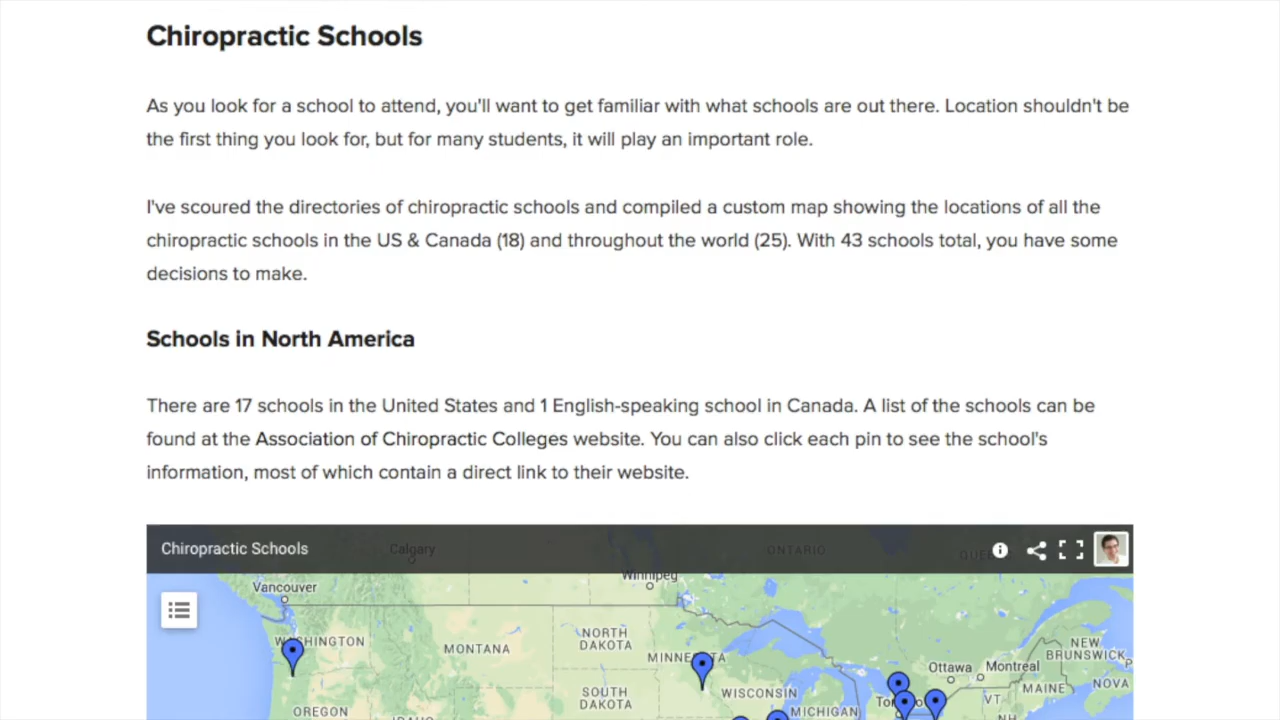 Chiropractic Schools
As you look for a school to attend, you'll want to get familiar with what schools are out there. Location shouldn't be
the first thing you look for, but for many students, it will play an important role.
I've scoured the directories of chiropractic schools and compiled a custom map showing the locations of all the
chiropractic schools in the US & Canada (18) and throughout the world (25). With 43 schools total, you have some
decisions to make.
Schools in North America
There are 17 schools in the United States and 1 English-speaking school in Canada. A list of the schools can be
found at the Association of Chiropractic Colleges website. You can also click each pin to see the school's
information, most of which contain a direct link to their website.
Chiropractic Schools
Calgary
ONTARIO
Winnipeg
Vancouver
WASHINGTON
MONTANA
NORTH
DAKOTA
MINNESOTA
NEW
BRUNSWICK
Ottawa
Montreal
SOUTH
DAKOTA
WISCONSIN
MICHIGAN
VT
MAINE
NOVA
OREGON
NH